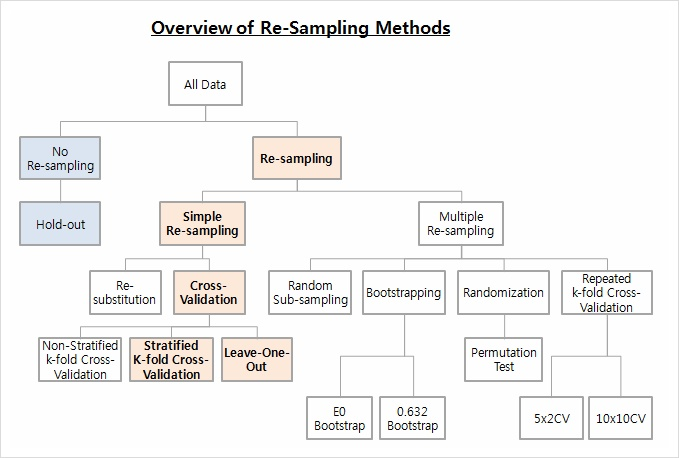 Overview of Re-Sampling Methods
All Data
No
Re-sampling
Re-sampling
Hold-out
Simple
Re-sampling
Multiple
Re-sampling
Re-
substitution
Cross-
Validation
Random
Sub-sampling
Bootstrapping
Randomization
Repeated
k-fold Cross-
Validation
Non-Stratified
k-fold Cross-
Validation
Stratified
K-fold Cross-
Validation
Leave-One-
Out
Permutation
Test
E0
Bootstrap
0.632
Bootstrap
5x2CV
10x10CV